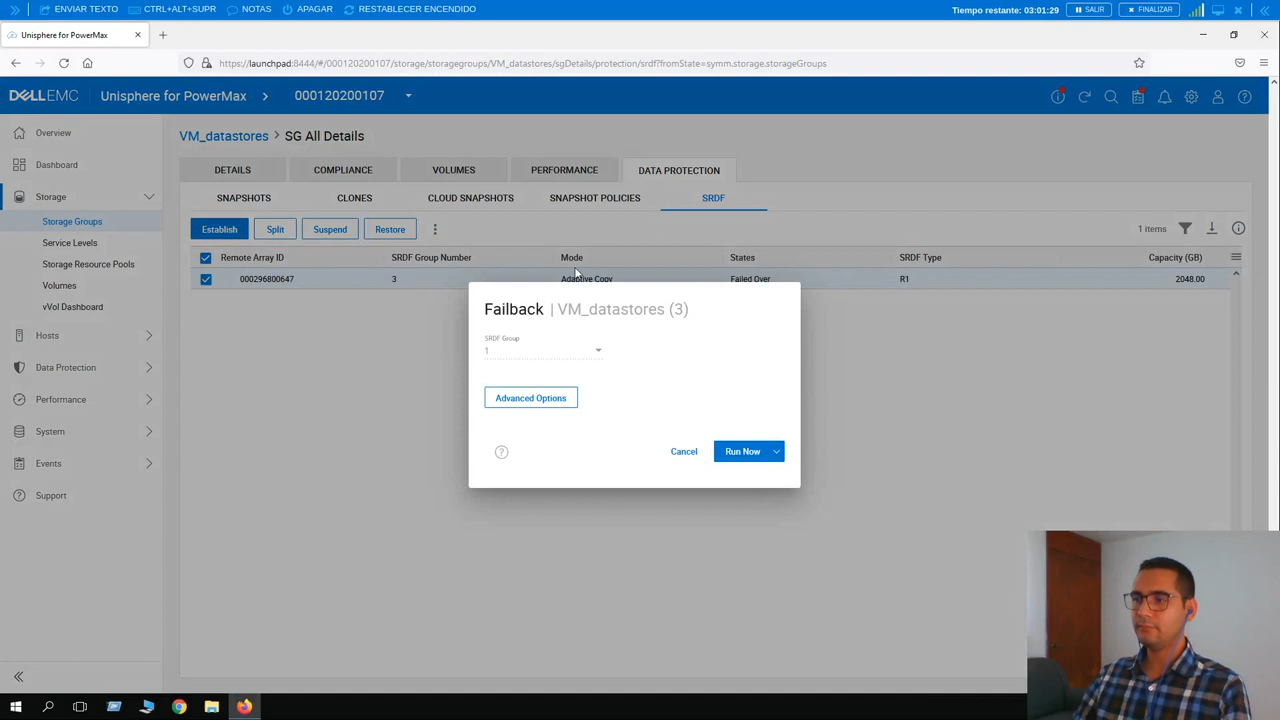 ENVIAR TEXTO CTRL+ALT+SUPR NOTAS APAGAR RESTABLECER ENCENDIDO Tiempo restante: 03:01:29 SALIR FINALIZAR
Unisphere for PowerMax
https://launchpad:8444/#/000120200107/storage/storagegroups/VM_datastores/sgDetails/protection/srdf?fromState=symm.storage.storageGroups
DELLEMC Unisphere for PowerMax 000120200107
Overview
Dashboard
Storage
Storage Groups
Service Levels
Storage Resource Pools
Volumes
vVol Dashboard
Hosts
Data Protection
Performance
System
Events
Support
VM_datastores > SG All Details
DETAILS COMPLIANCE VOLUMES PERFORMANCE DATA PROTECTION
SNAPSHOTS CLONES CLOUD SNAPSHOTS SNAPSHOT POLICIES SRDF
Establish Split Suspend Restore 1 items
Remote Array ID SRDF Group Number Mode States SRDF Type Capacity (GB)
000296800647 3 Adaptive Copy Failed Over R1 2048.00
Failback | VM_datastores (3)
SRDF Group
1
Advanced Options
Cancel Run Now